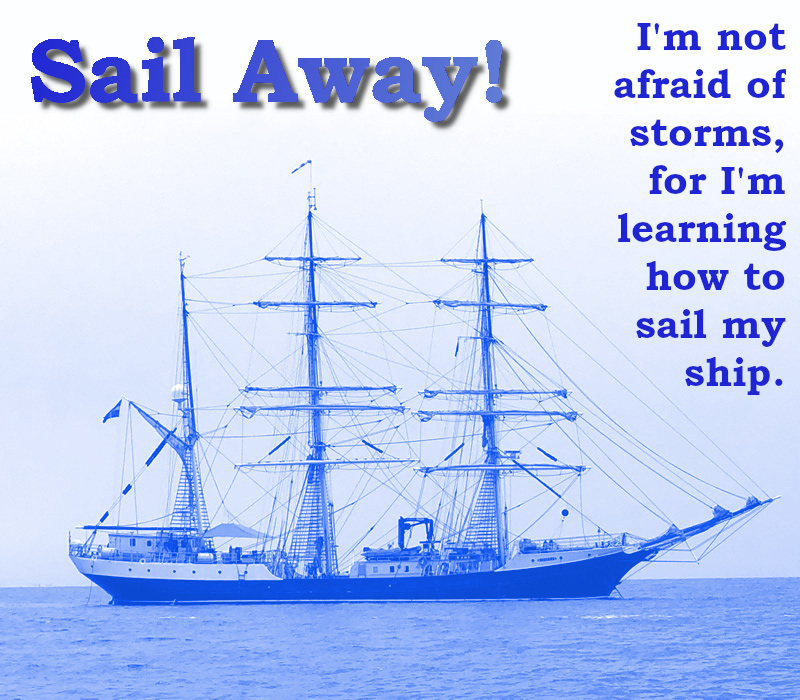 Sail Away!
I'm not
afraid of
storms,
for I'm
learning
how to
sail my
ship.